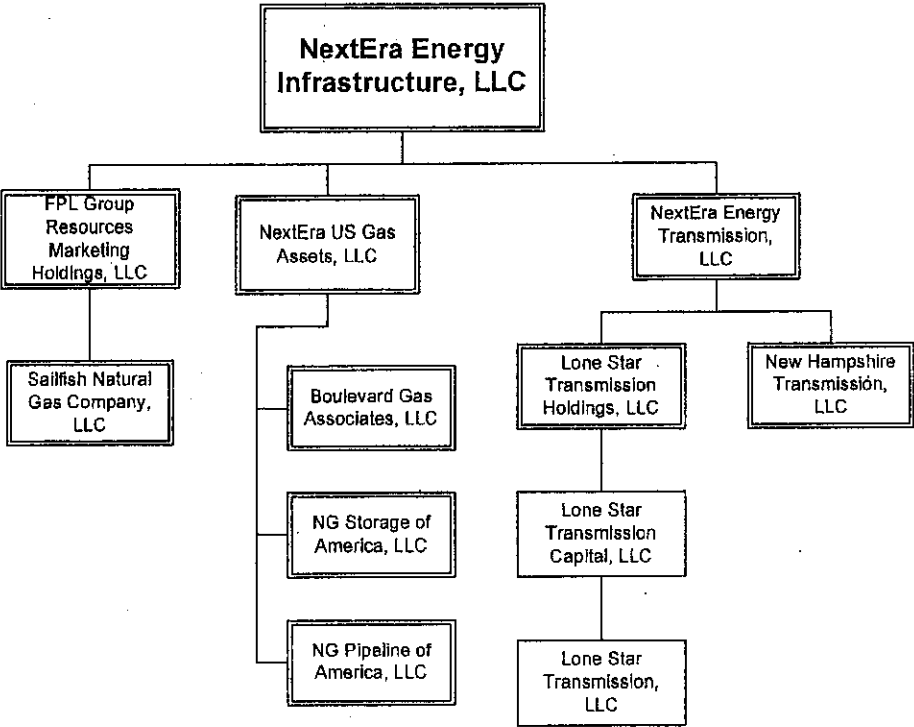 NextEra Energy
Infrastructure, LLC
FPL Group
Resources
Marketing
Holdings, LLC
NextEra US Gas
Assets, LLC
NextEra Energy
Transmission,
LLC
Sailfish Natural
Gas Company,
LLC
Boulevard Gas
Associates, LLC
Lone Star
Transmission
Holdings, LLC
New Hampshire
Transmission,
LLC
NG Storage of
America, LLC
Lone Star
Transmission
Capital, LLC
NG Pipeline of
America, LLC
Lone Star
Transmission,
LLC